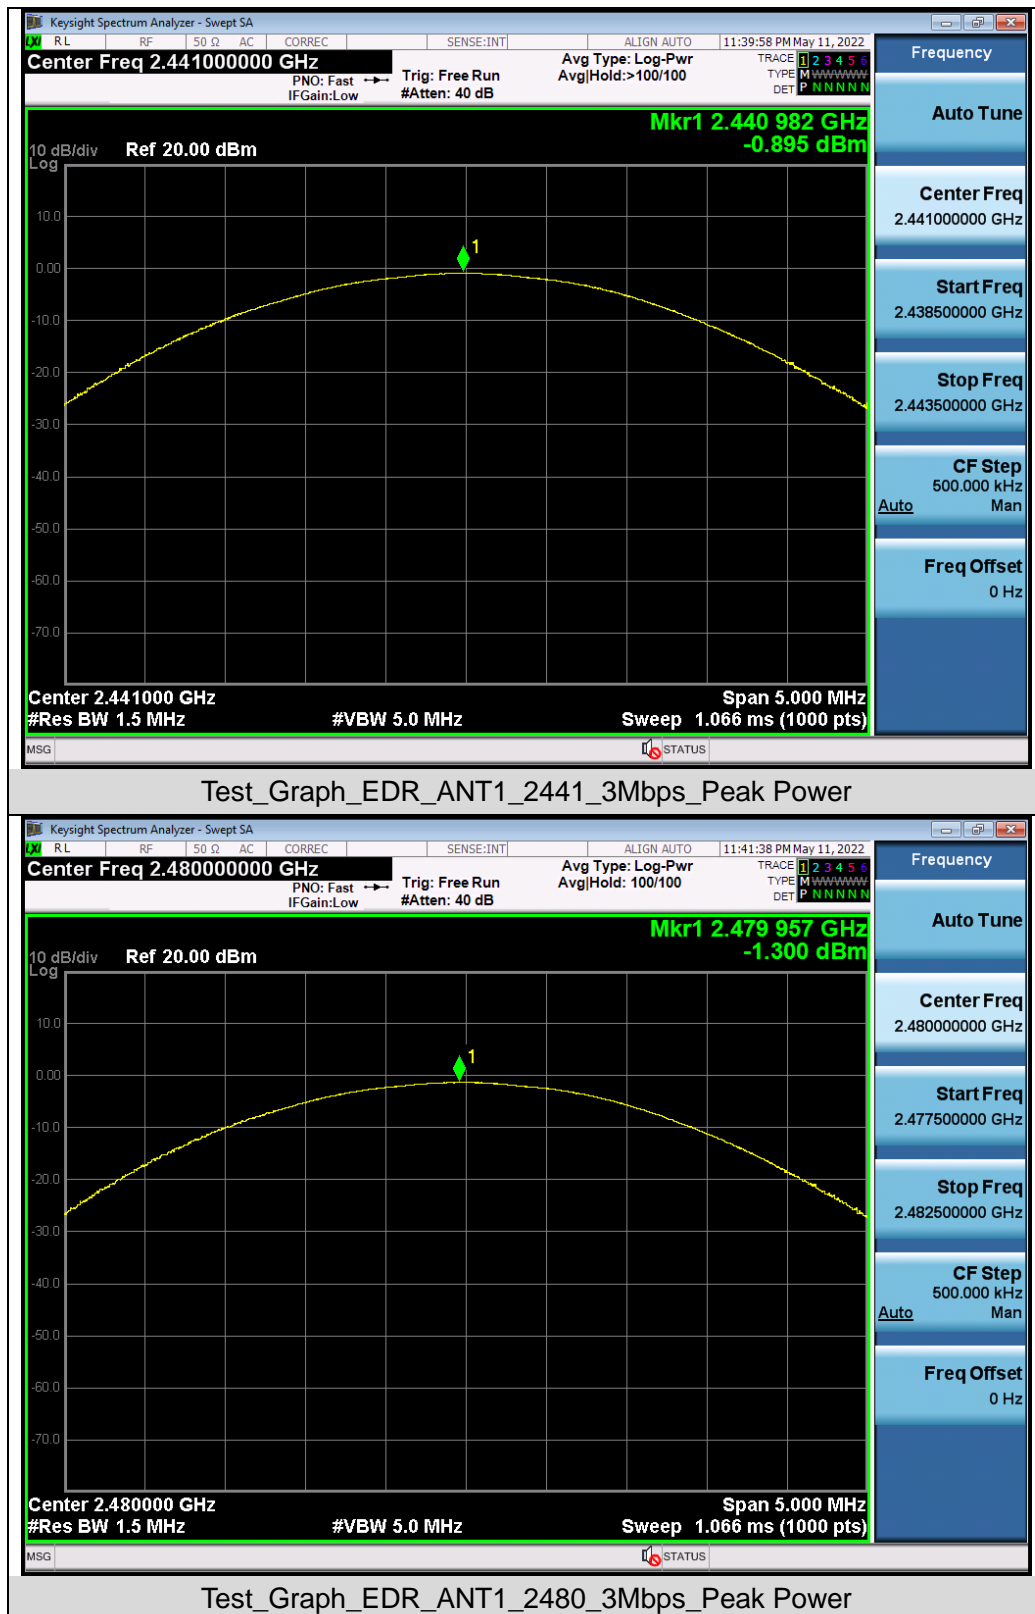 Keysight Spectrum Analyzer - Swept SA
LXI RL RF 50 Ω AC CORREC SENSE:INT ALIGN AUTO 11:39:58 PM May 11, 2022
Center Freq 2.441000000 GHz
PNO: Fast
IFGain:Low
Trig: Free Run
#Atten: 40 dB
Avg Type: Log-Pwr
Avg|Hold:>100/100
TRACE 1 2 3 4 5 6
TYPE M WWWWW
DET P N N N N N
Frequency
Auto Tune
Center Freq
2.441000000 GHz
Start Freq
2.438500000 GHz
Stop Freq
2.443500000 GHz
CF Step
500.000 kHz
Auto Man
Freq Offset
0 Hz
Mkr1 2.440 982 GHz
-0.895 dBm
10 dB/div Ref 20.00 dBm
Log
10.0
1
0.00
-10.0
-20.0
-30.0
-40.0
-50.0
-60.0
-70.0
Center 2.441000 GHz Span 5.000 MHz
#Res BW 1.5 MHz #VBW 5.0 MHz Sweep 1.066 ms (1000 pts)
MSG STATUS
Test_Graph_EDR_ANT1_2441_3Mbps_Peak Power
Keysight Spectrum Analyzer - Swept SA
LXI RL RF 50 Ω AC CORREC SENSE:INT ALIGN AUTO 11:41:38 PM May 11, 2022
Center Freq 2.480000000 GHz
PNO: Fast
IFGain:Low
Trig: Free Run
#Atten: 40 dB
Avg Type: Log-Pwr
Avg|Hold: 100/100
TRACE 1 2 3 4 5 6
TYPE M WWWWW
DET P N N N N N
Frequency
Auto Tune
Center Freq
2.480000000 GHz
Start Freq
2.477500000 GHz
Stop Freq
2.482500000 GHz
CF Step
500.000 kHz
Auto Man
Freq Offset
0 Hz
Mkr1 2.479 957 GHz
-1.300 dBm
10 dB/div Ref 20.00 dBm
Log
10.0
1
0.00
-10.0
-20.0
-30.0
-40.0
-50.0
-60.0
-70.0
Center 2.480000 GHz Span 5.000 MHz
#Res BW 1.5 MHz #VBW 5.0 MHz Sweep 1.066 ms (1000 pts)
MSG STATUS
Test_Graph_EDR_ANT1_2480_3Mbps_Peak Power